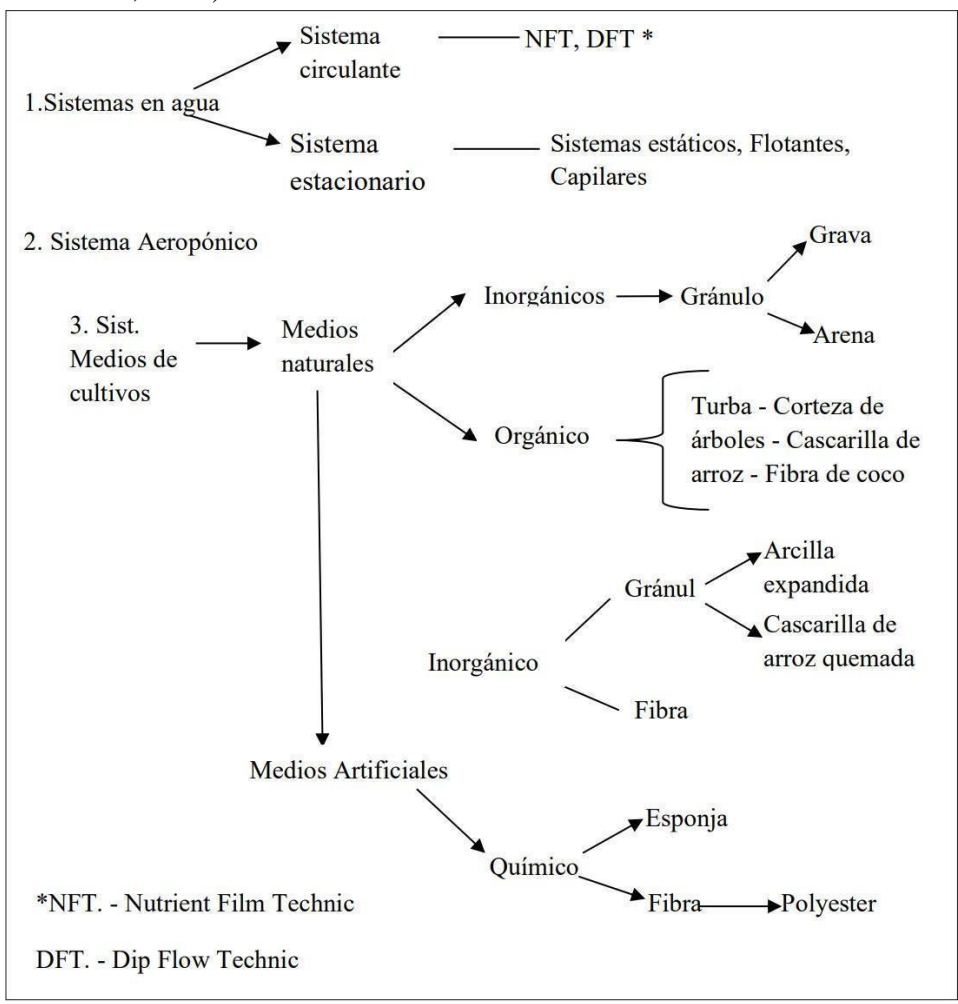 Sistema
circulante
NFT, DFT *
1.Sistemas en agua
Sistema
estacionario
Sistemas estáticos, Flotantes,
Capilares
2. Sistema Aeropónico
Grava
Inorgánicos
Gránulo
3. Sist.
Medios de
cultivos
Medios
naturales
Arena
Orgánico
Turba - Corteza de
árboles - Cascarilla de
arroz - Fibra de coco
Arcilla
expandida
Gránul
Cascarilla de
arroz quemada
Inorgánico
Fibra
Medios Artificiales
Esponja
Químico
Fibra
Polyester
*NFT. - Nutrient Film Technic
DFT. - Dip Flow Technic